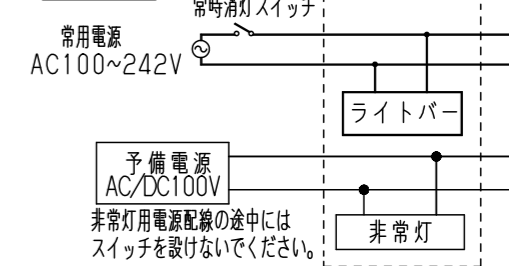 常時消灯スイッチ
常用電源
AC100~242V
ライトバー
予備電源
AC/DC100V
非常灯用電源配線の途中には
スイッチを設けないでください。
非常灯